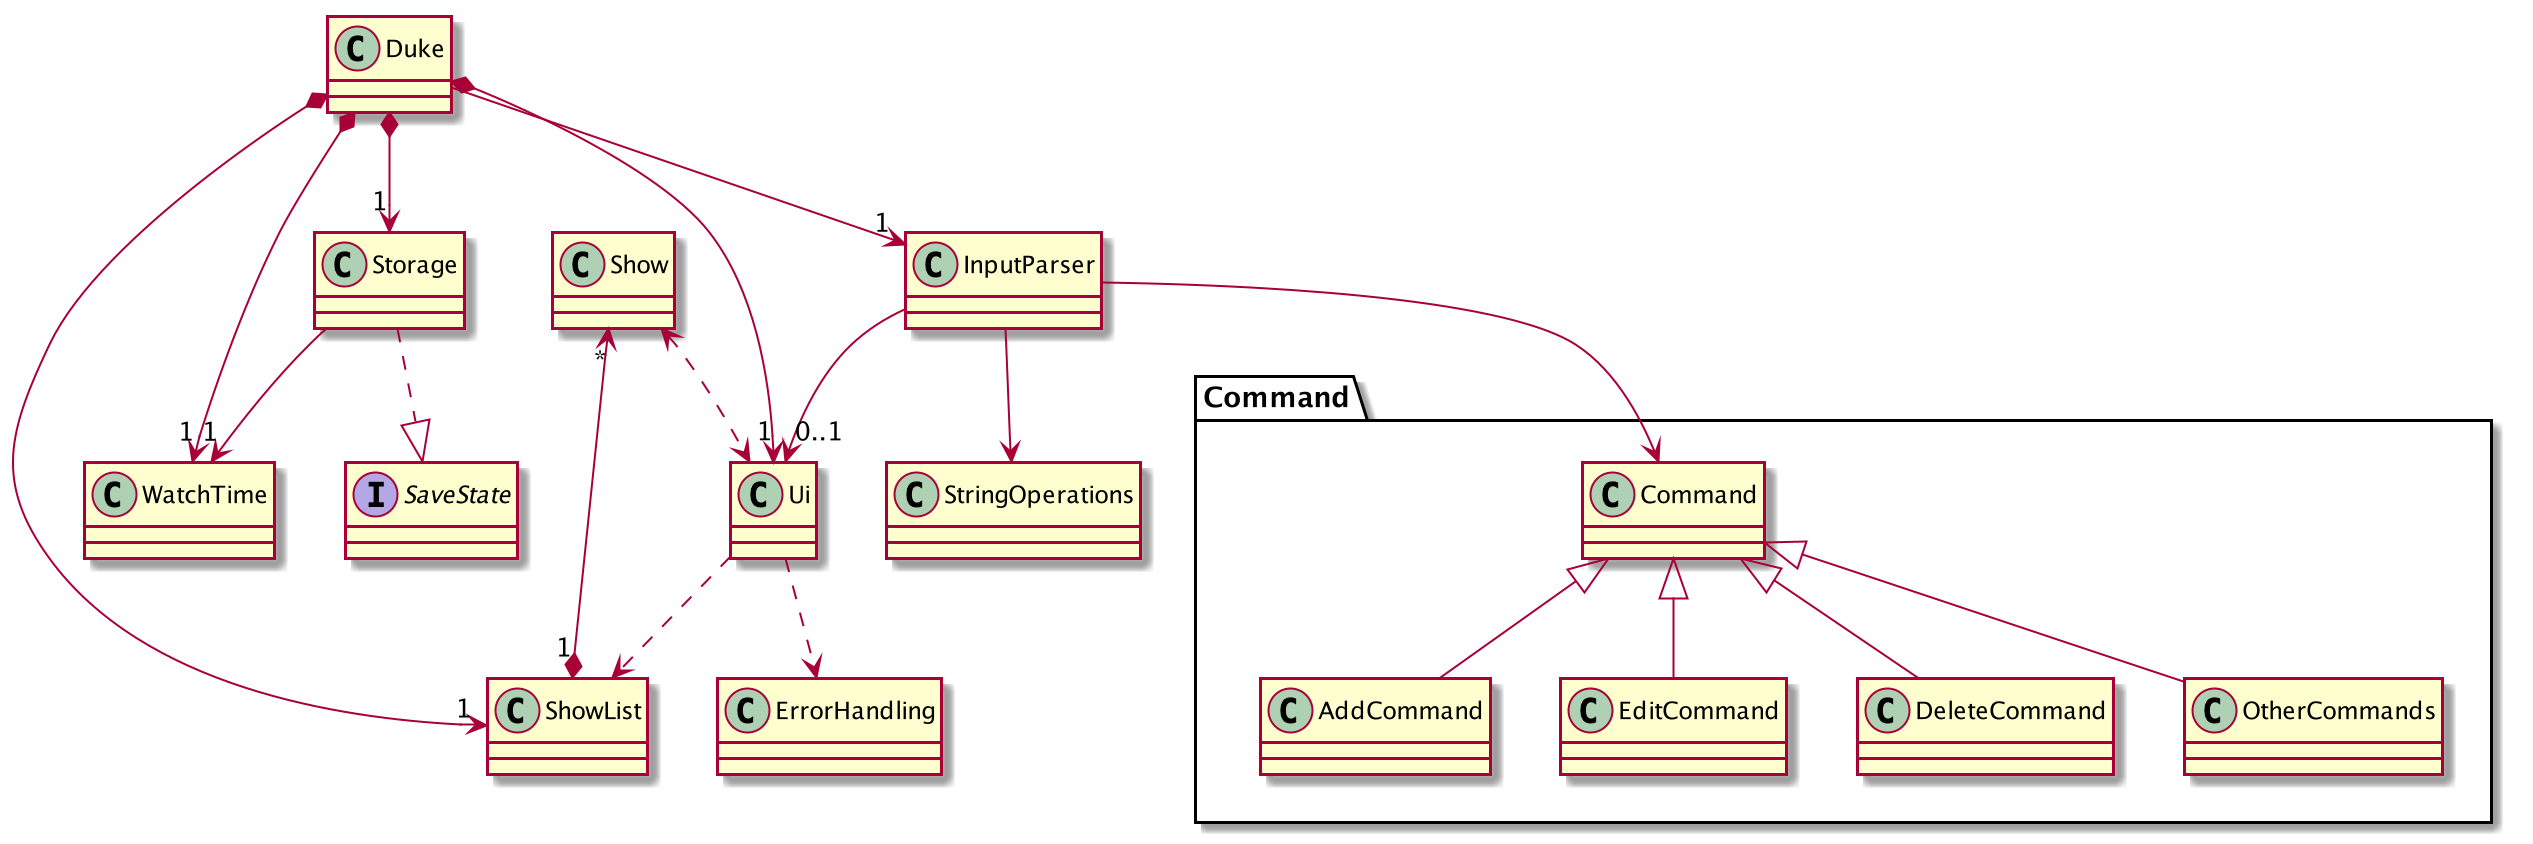 C Duke
1
1
C Storage
C Show
C InputParser
*
Command
1
1
1
0..1
C WatchTime
I SaveState
C Ui
C StringOperations
C Command
1
1
C ShowList
C ErrorHandling
C AddCommand
C EditCommand
C DeleteCommand
C OtherCommands